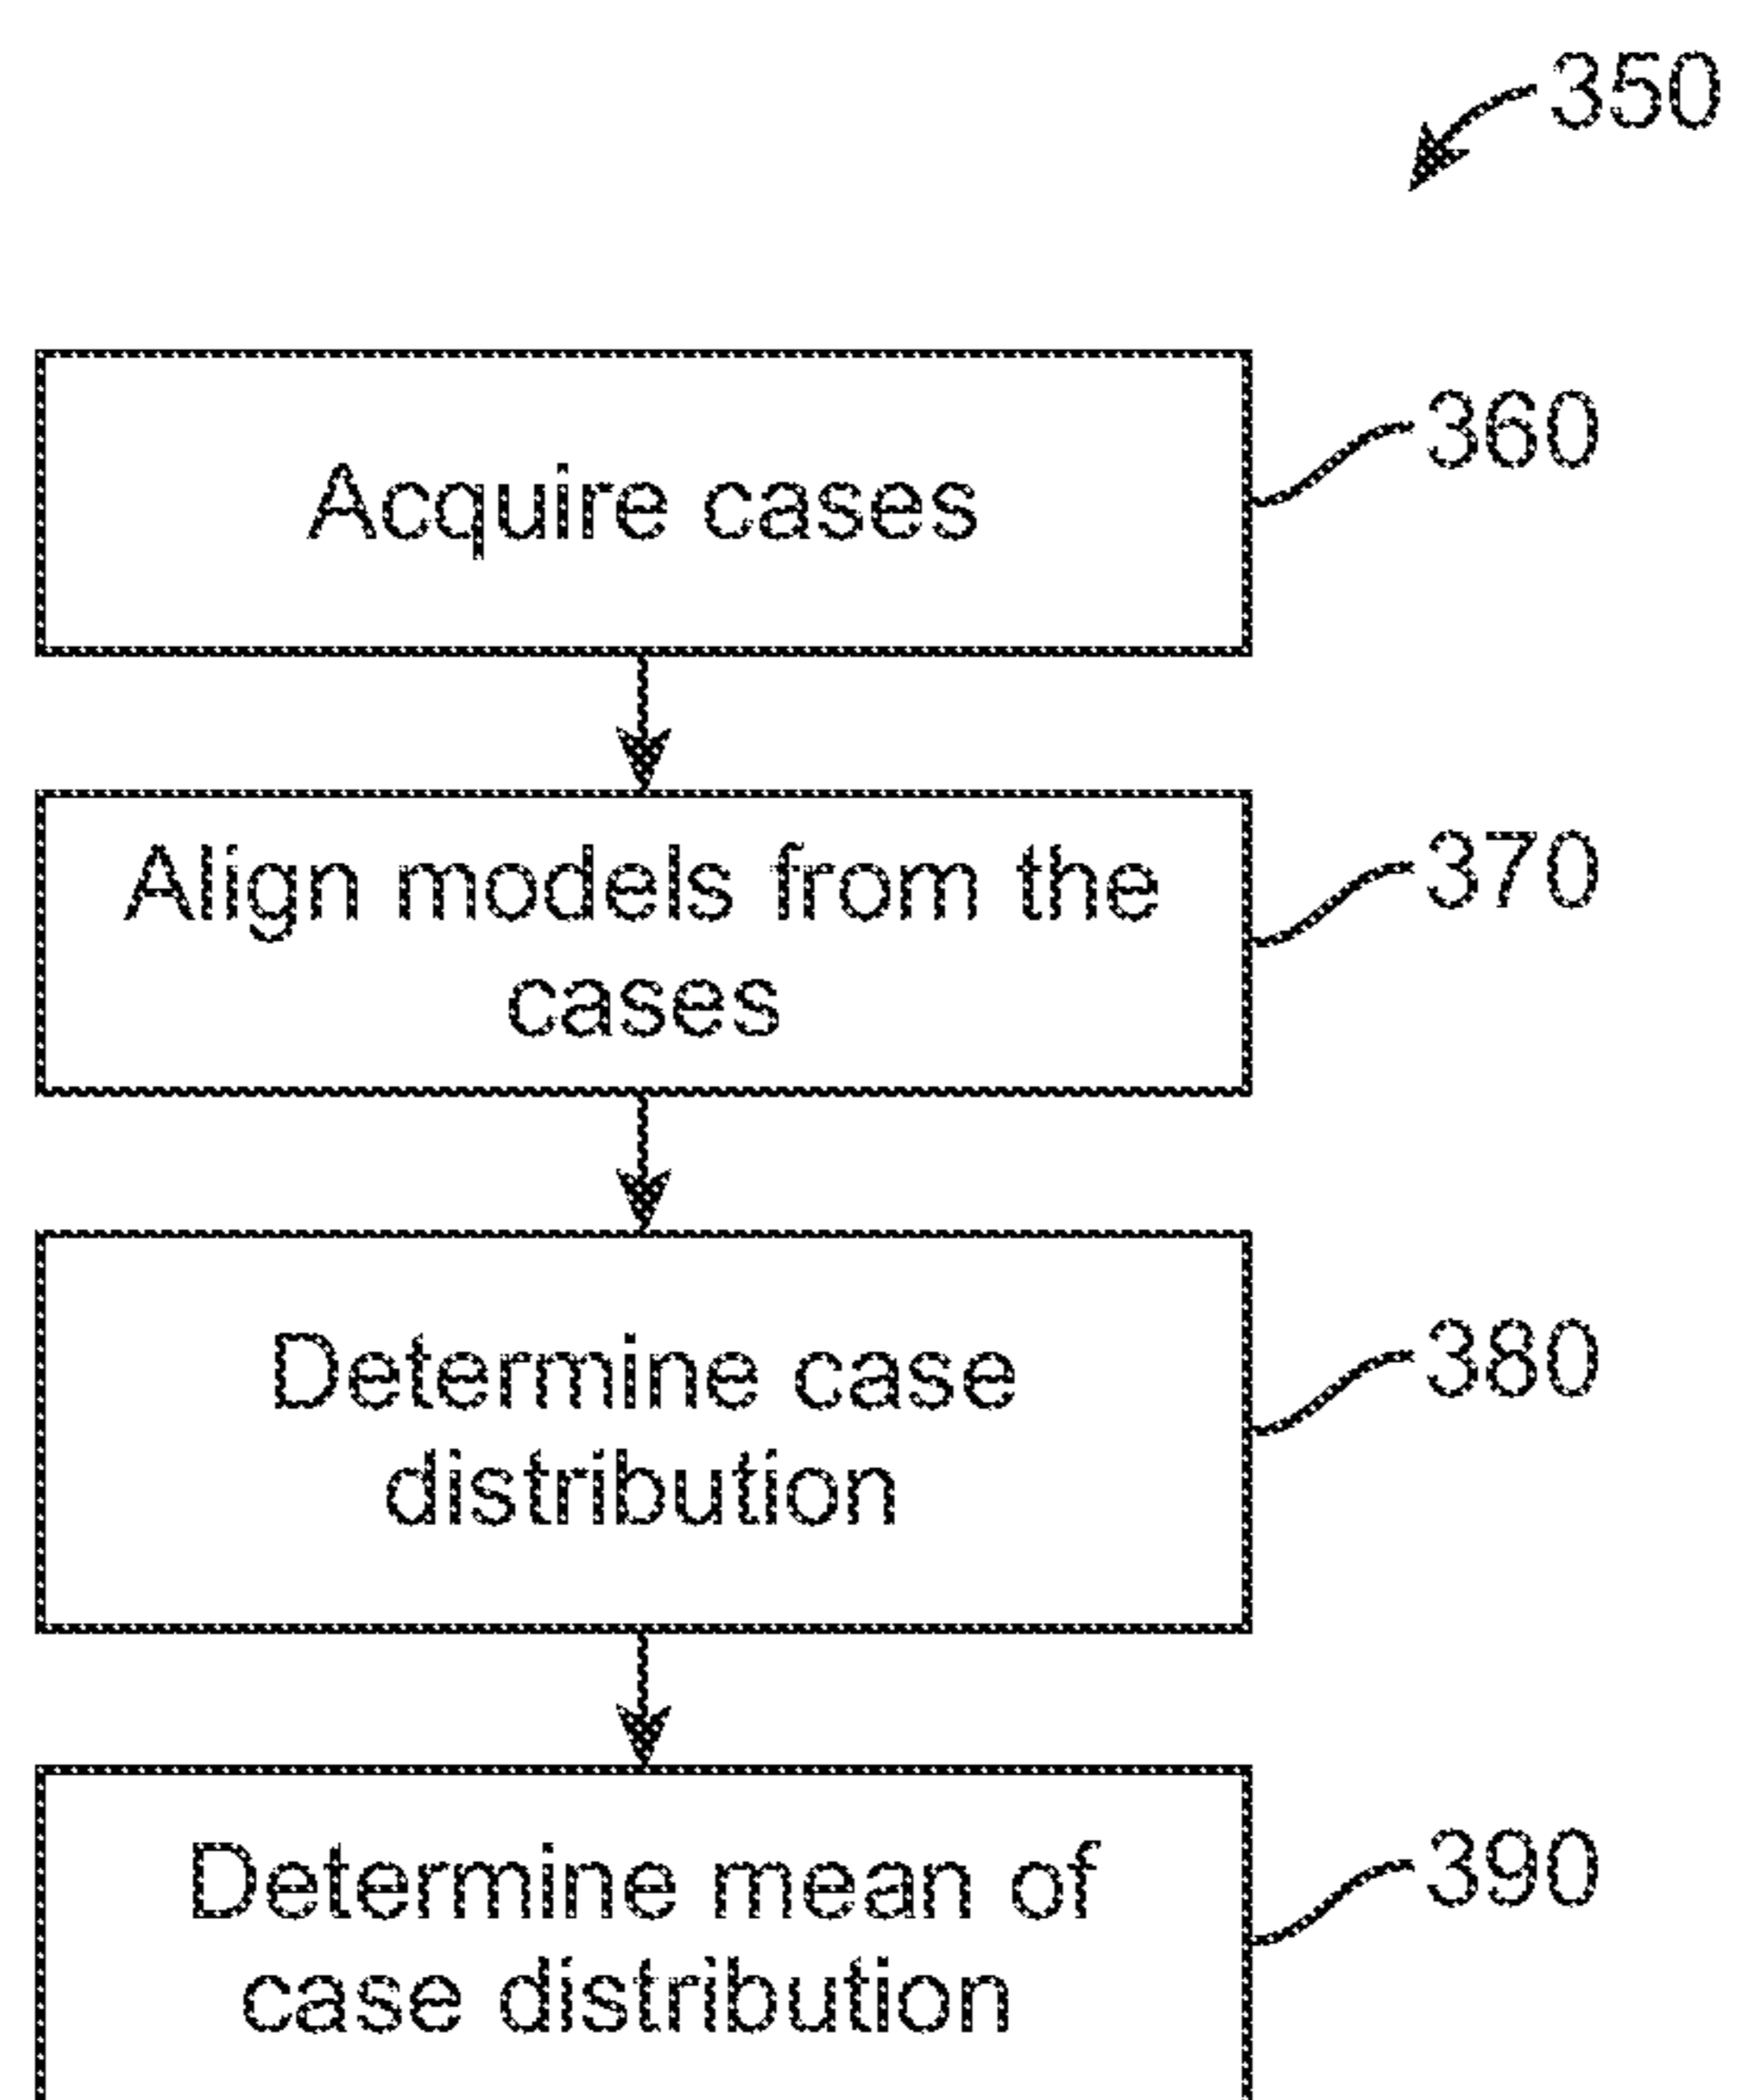 350
Acquire cases
360
Align models from the
cases
370
Determine case
distribution
380
Determine mean of
case distribution
390